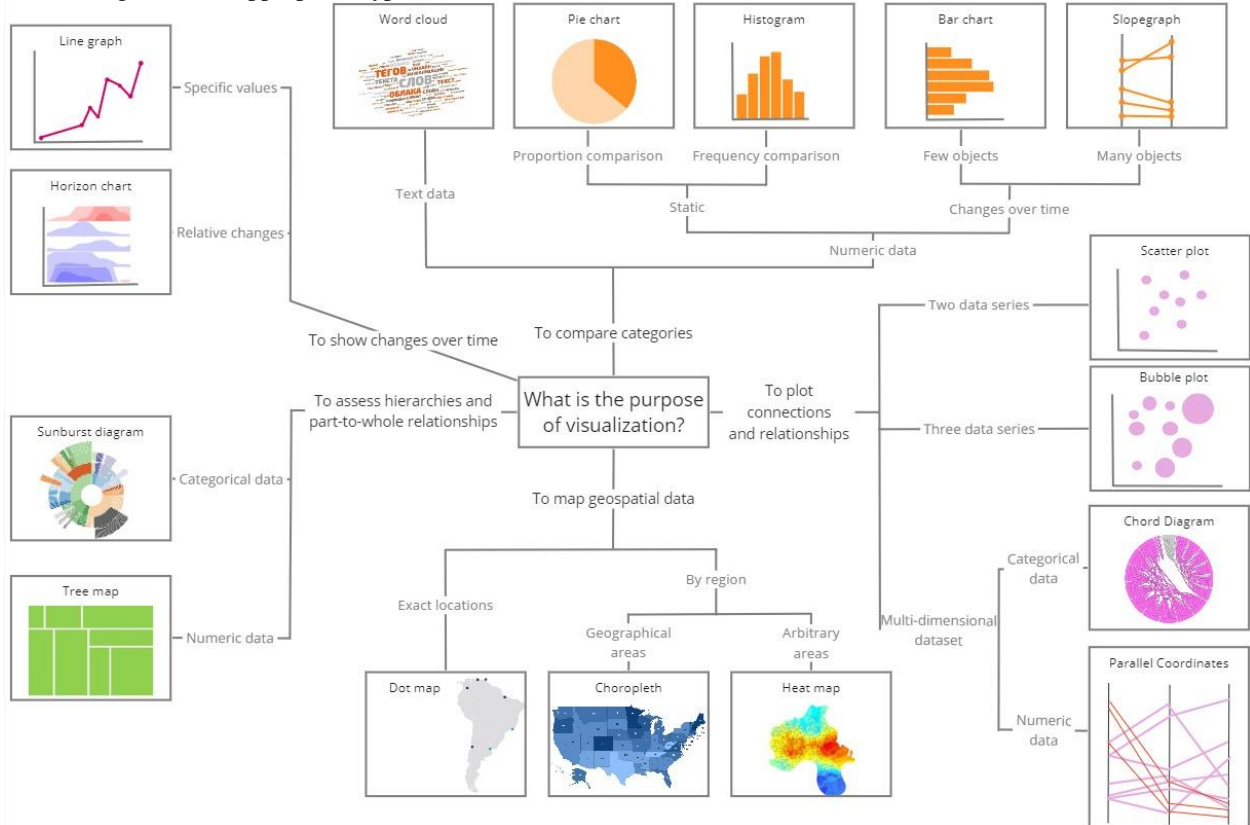 Line graph
Specific values
Horizon chart
Relative changes
Word cloud
ТЕГОВ
ТЕКСТА
СЛОВ
ТЕКСТ
ОБЛАКА
Text data
Pie chart
Proportion comparison
Histogram
Frequency comparison
Static
Bar chart
Few objects
Slopegraph
Many objects
Changes over time
Numeric data
To show changes over time
To compare categories
What is the purpose
of visualization?
To assess hierarchies and
part-to-whole relationships
Sunburst diagram
Categorical data
Tree map
Numeric data
To map geospatial data
Exact locations
Dot map
By region
Geographical
areas
Choropleth
Arbitrary
areas
Heat map
To plot
connections
and relationships
Two data series
Scatter plot
Three data series
Bubble plot
Multi-dimensional
dataset
Categorical
data
Chord Diagram
Numeric
data
Parallel Coordinates